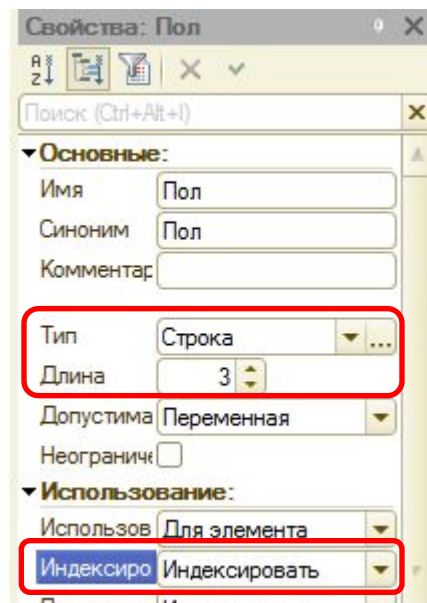 Свойства: Пол
Поиск (Ctrl+Alt+I)
Основные:
Имя Пол
Синоним Пол
Комментар
Тип Строка ...
Длина 3
Допустима Переменная
Неограниче
Использование:
Использов Для элемента
Индексиро Индексировать